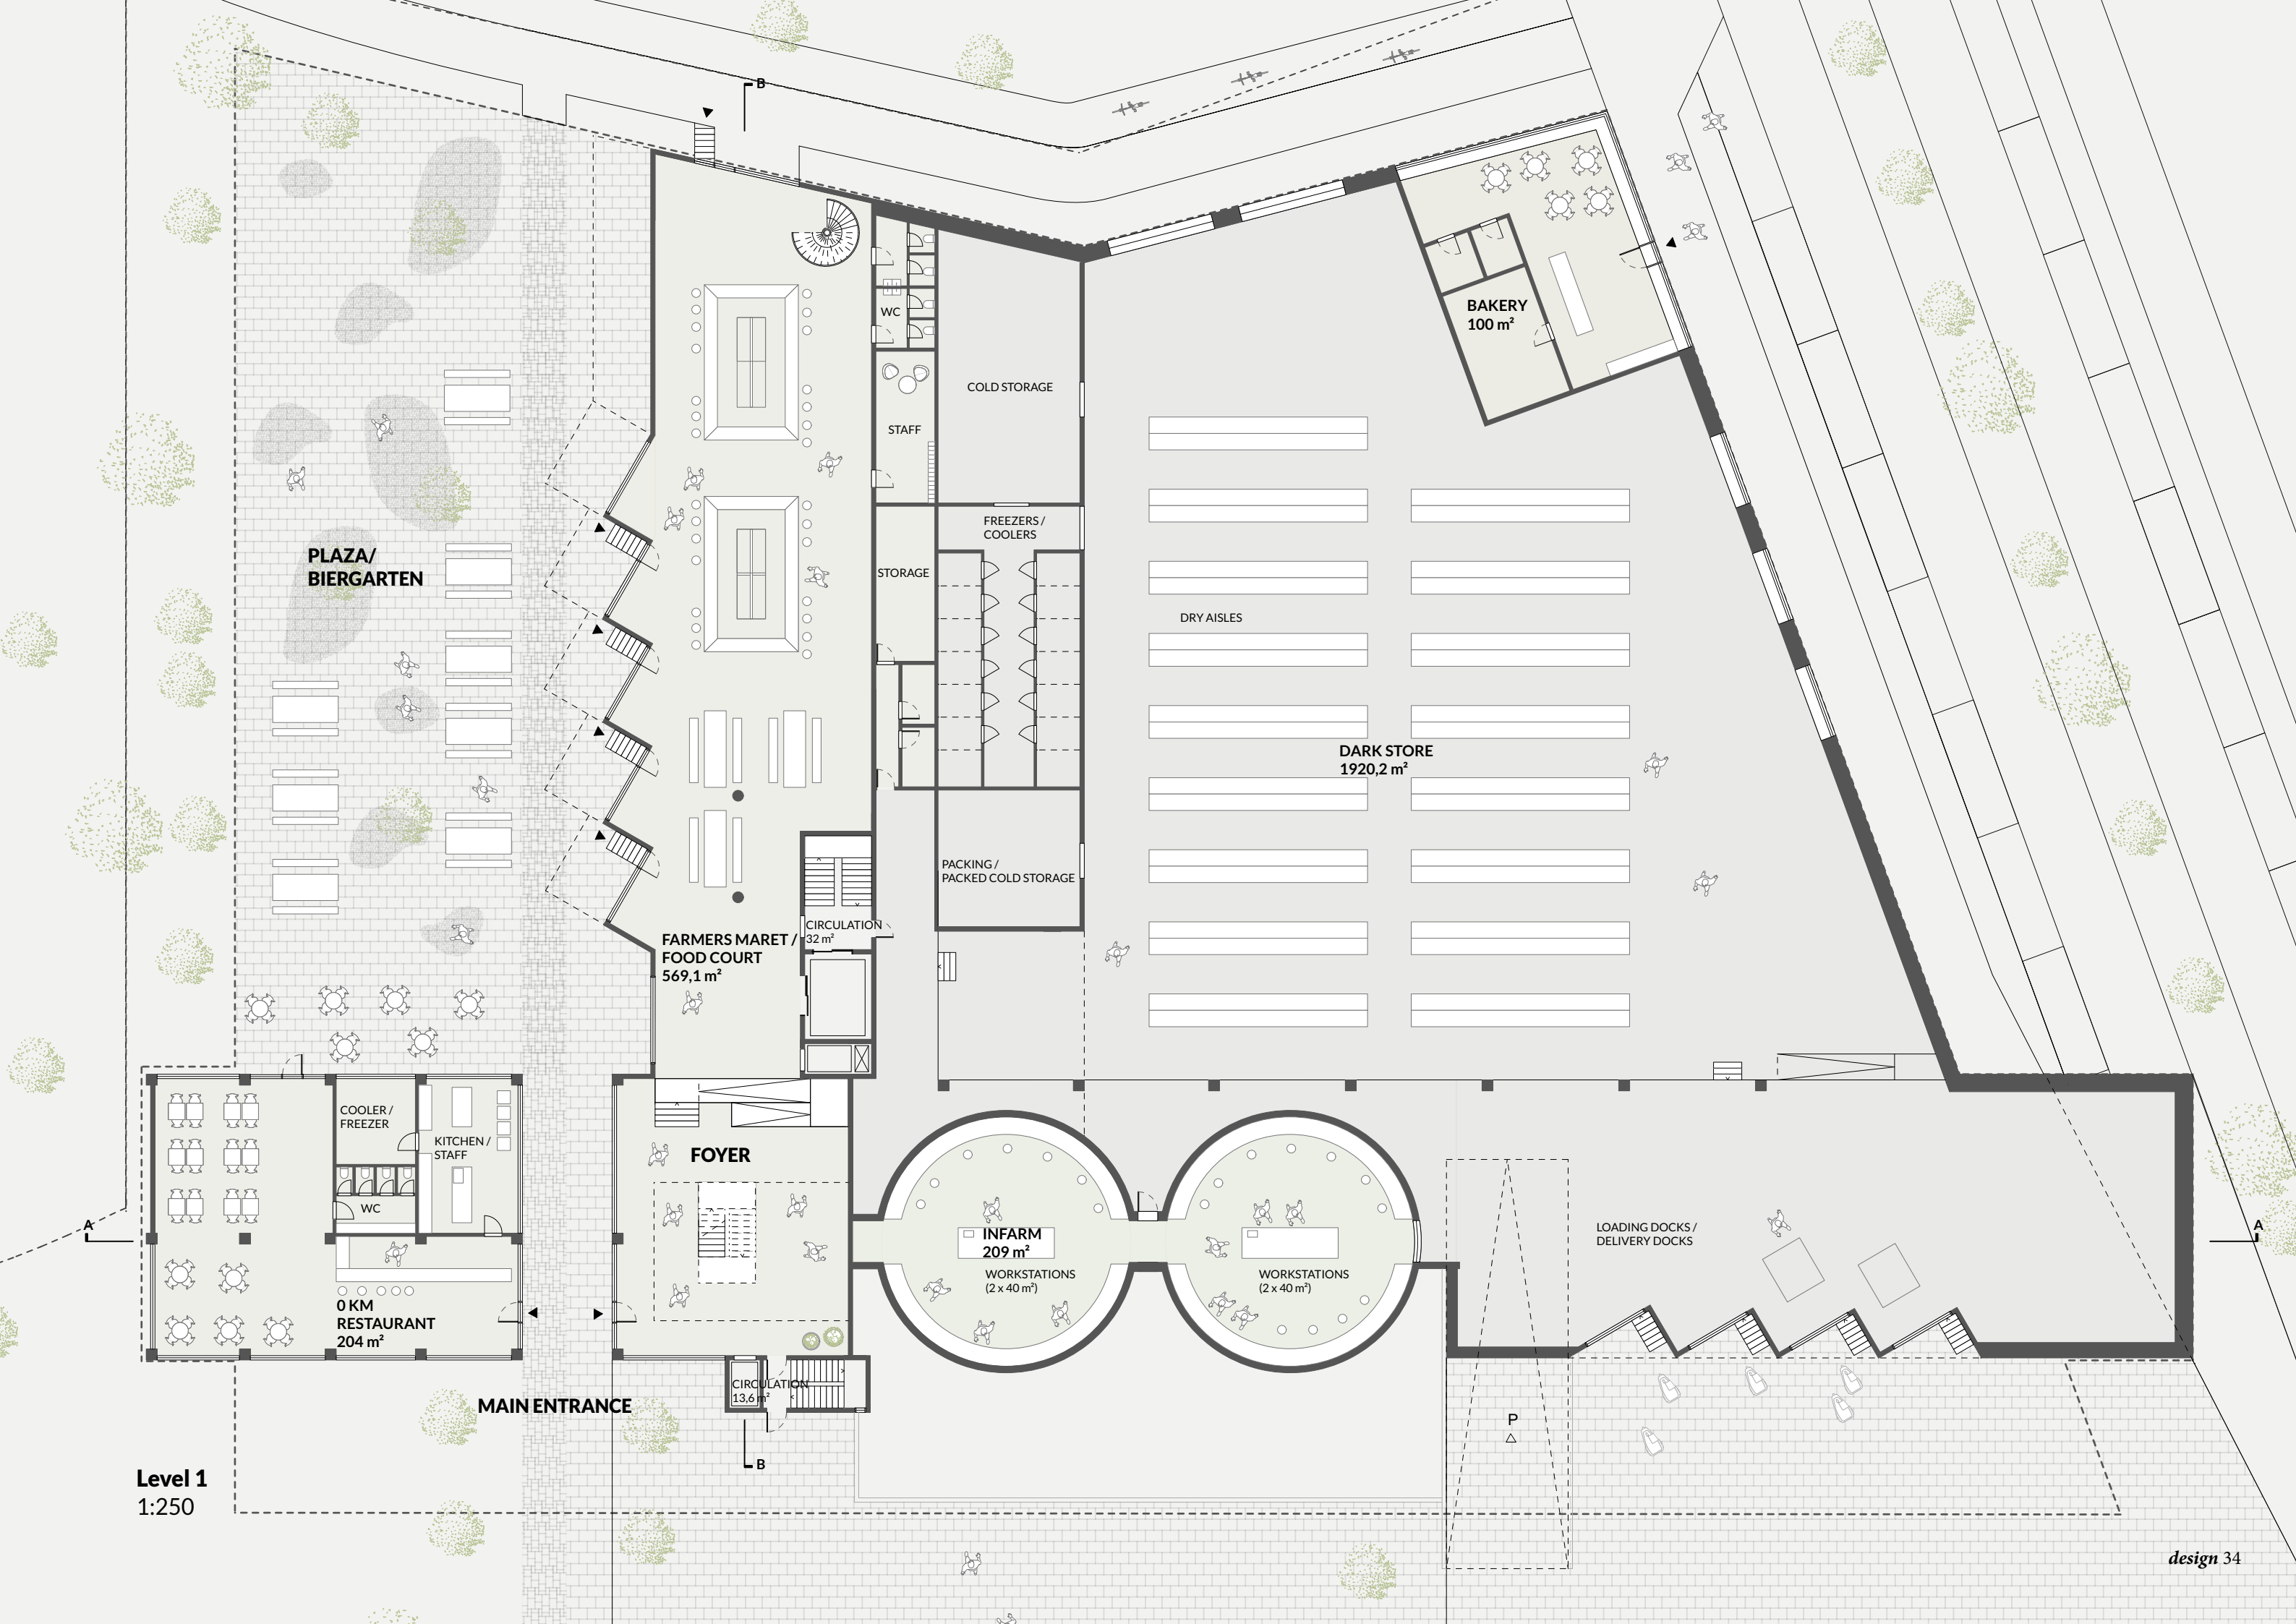 B
BAKERY
100 m²
WC
COLD STORAGE
STAFF
FREEZERS /
COOLERS
PLAZA/
BIERGARTEN
STORAGE
DRY AISLES
DARK STORE
1920,2 m²
PACKING /
PACKED COLD STORAGE
CIRCULATION
32 m²
FARMERS MARET /
FOOD COURT
569,1 m²
COOLER /
FREEZER
KITCHEN /
STAFF
FOYER
WC
A
INFARM
209 m²
WORKSTATIONS
(2 x 40 m²)
WORKSTATIONS
(2 x 40 m²)
LOADING DOCKS /
DELIVERY DOCKS
A
0 KM
RESTAURANT
204 m²
CIRCULATION
13,6 m²
MAIN ENTRANCE
P
B
Level 1
1:250
design 34